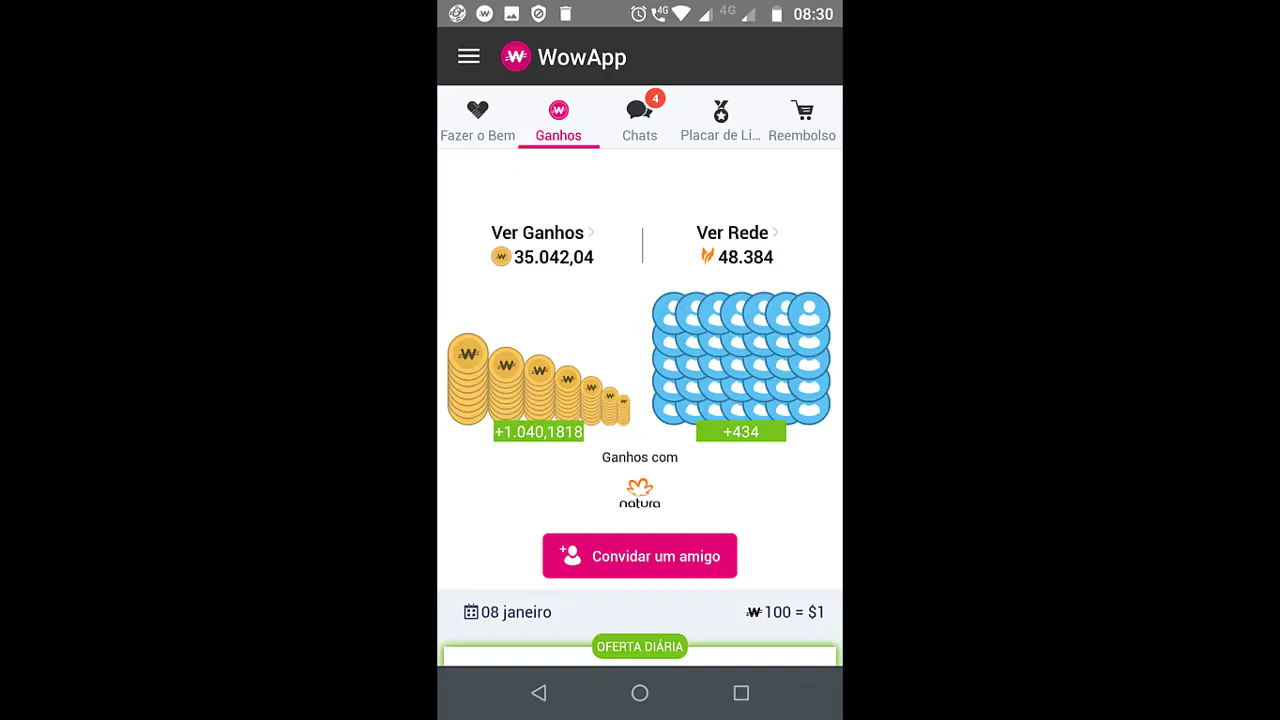 4G 4G 08:30
WowApp
4
Fazer o Bem Ganhos Chats Placar de Li... Reembolso
Ver Ganhos Ver Rede
35.042,04 48.384
+1.040,1818 +434
Ganhos com
natura
Convidar um amigo
08 janeiro 100 = $1
OFERTA DIÁRIA